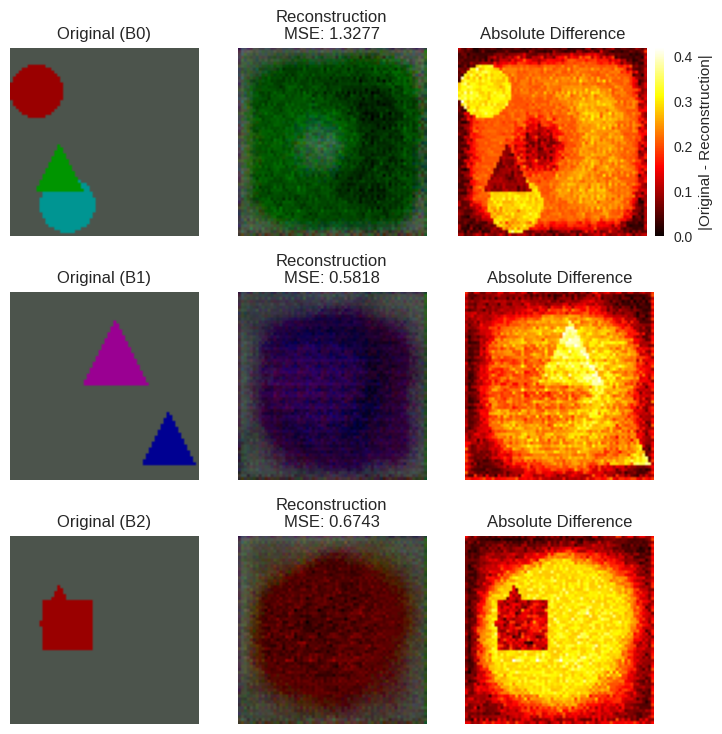 Original (B0)
Reconstruction
MSE: 1.3277
Absolute Difference
0.4
0.3
0.2
0.1
0.0
|Original - Reconstruction|
Original (B1)
Reconstruction
MSE: 0.5818
Absolute Difference
Original (B2)
Reconstruction
MSE: 0.6743
Absolute Difference